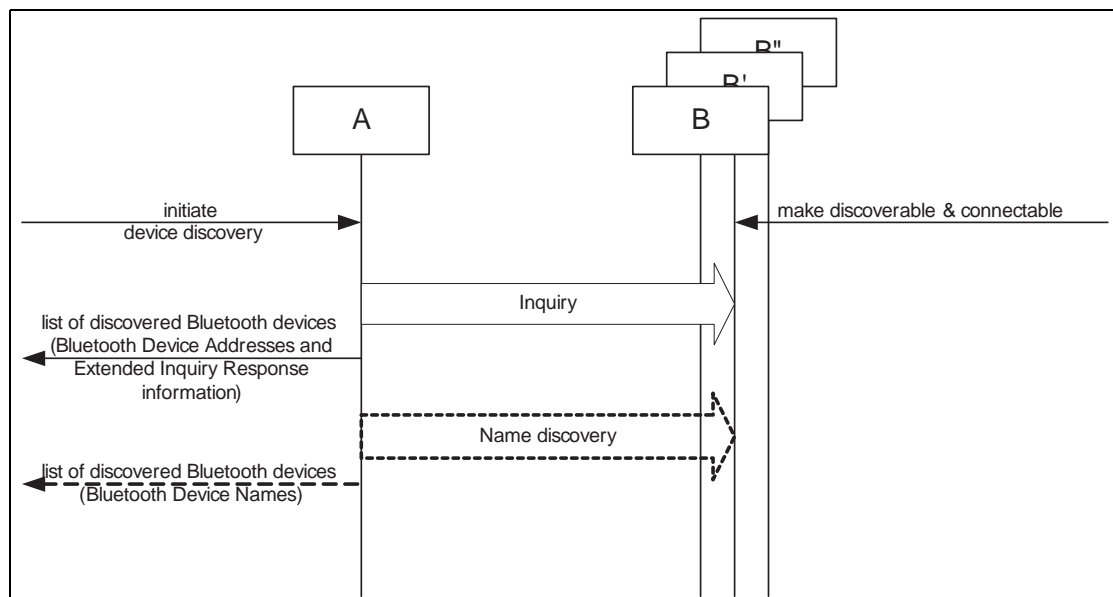 B"
B'
A
B
initiate
device discovery
make discoverable & connectable
Inquiry
list of discovered Bluetooth devices
(Bluetooth Device Addresses and
Extended Inquiry Response
information)
Name discovery
list of discovered Bluetooth devices
(Bluetooth Device Names)